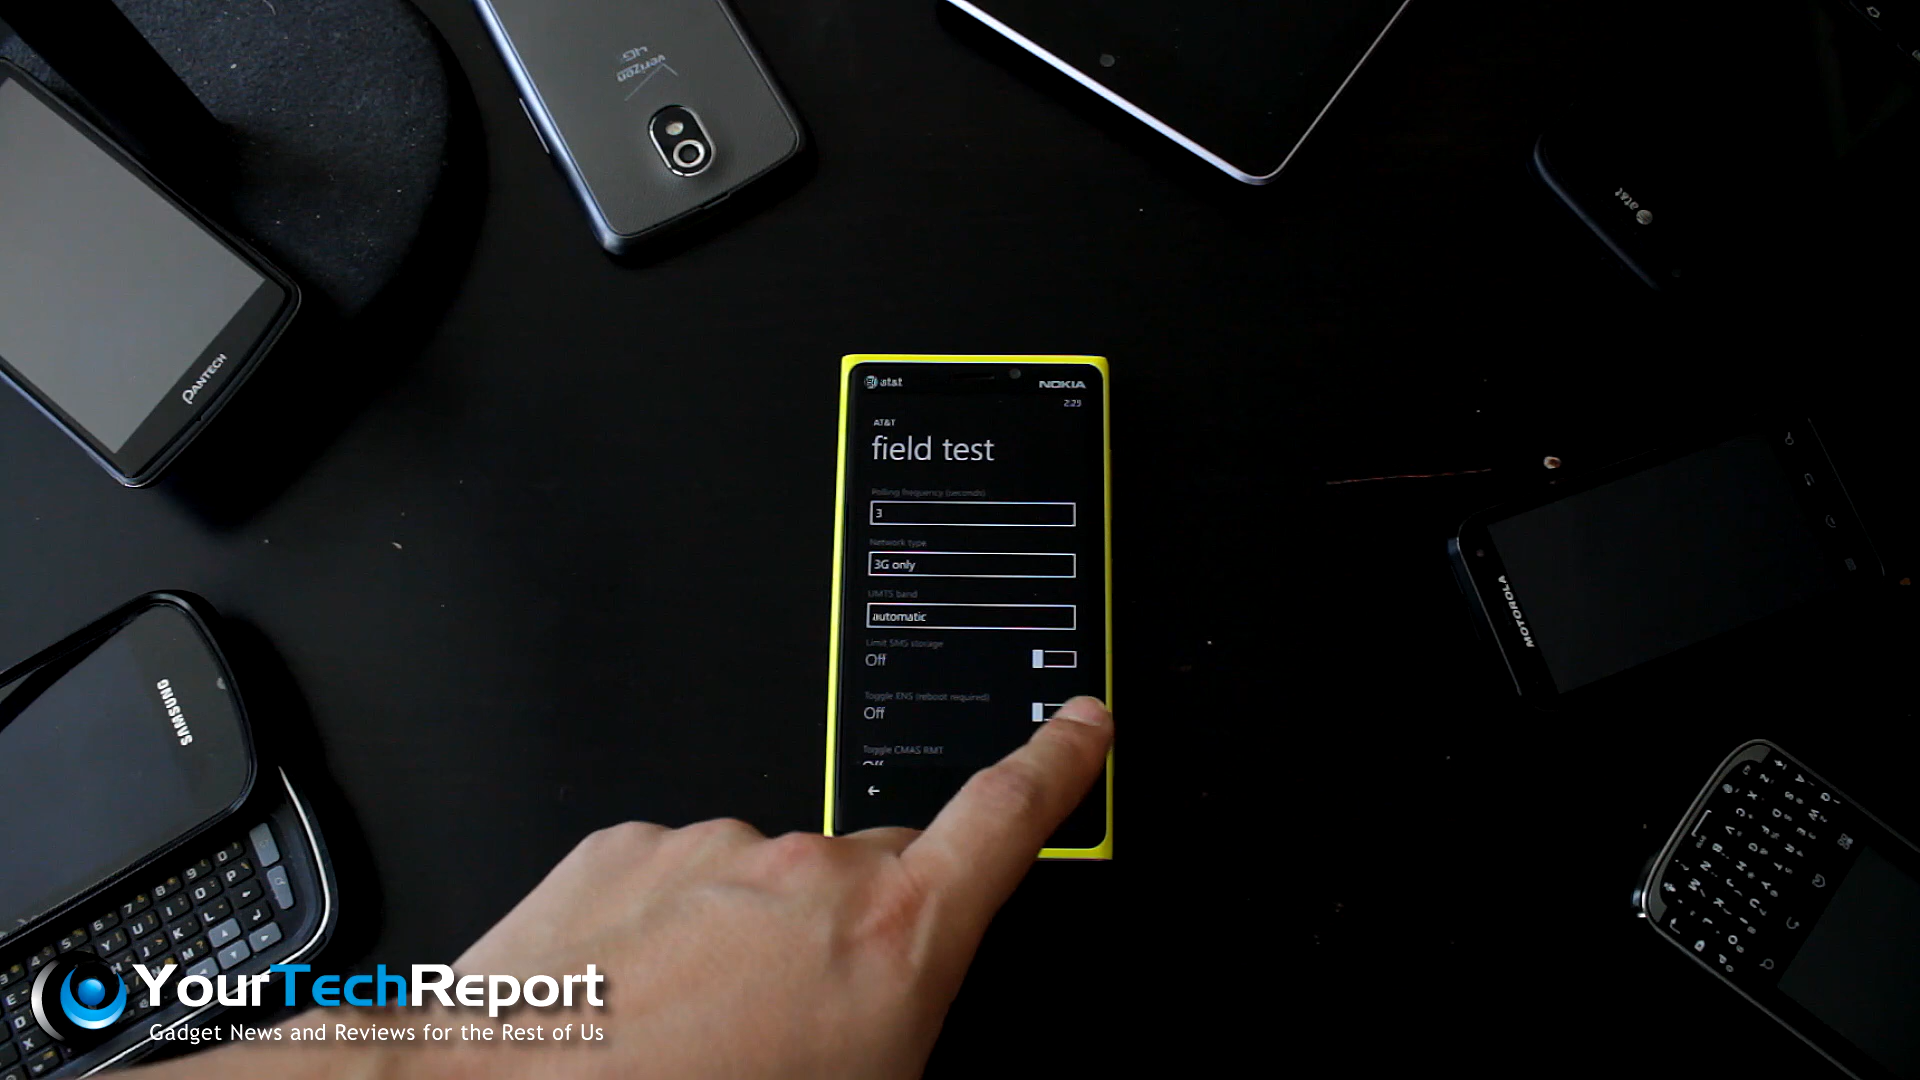 verizon
4G
at&t
PANTECH
at&t
NOKIA
2:29
AT&T
field test
Polling frequency (seconds)
3
Network type
3G only
UMTS band
automatic
Limit SMS storage
Off
Toggle ENS (reboot required)
Off
Toggle CMAS RMT
MOTOROLA
SAMSUNG
YourTechReport
Gadget News and Reviews for the Rest of Us